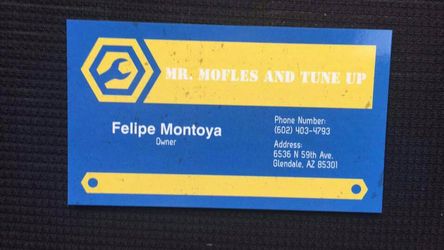 MR. MOFLES AND TUNE UP
Felipe Montoya
Owner
Phone Number:
(602) 403-4793
Address:
6536 N 59th Ave.
Glendale, AZ 85301